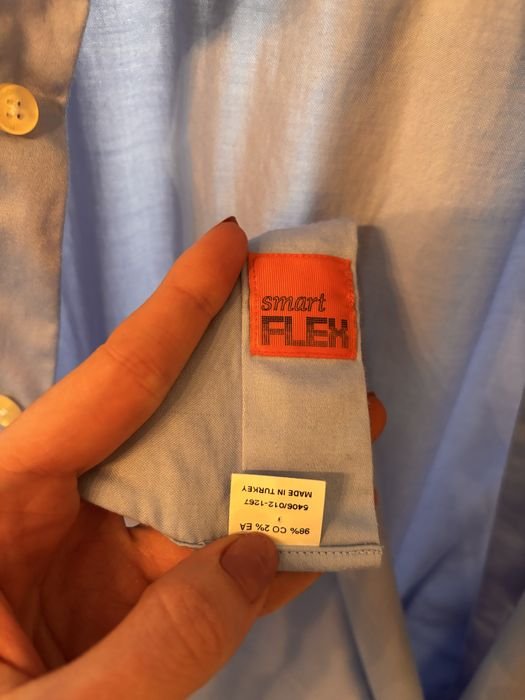 smart
FLEX
98% CO 2% EA
5406/012-1267
MADE IN TURKEY